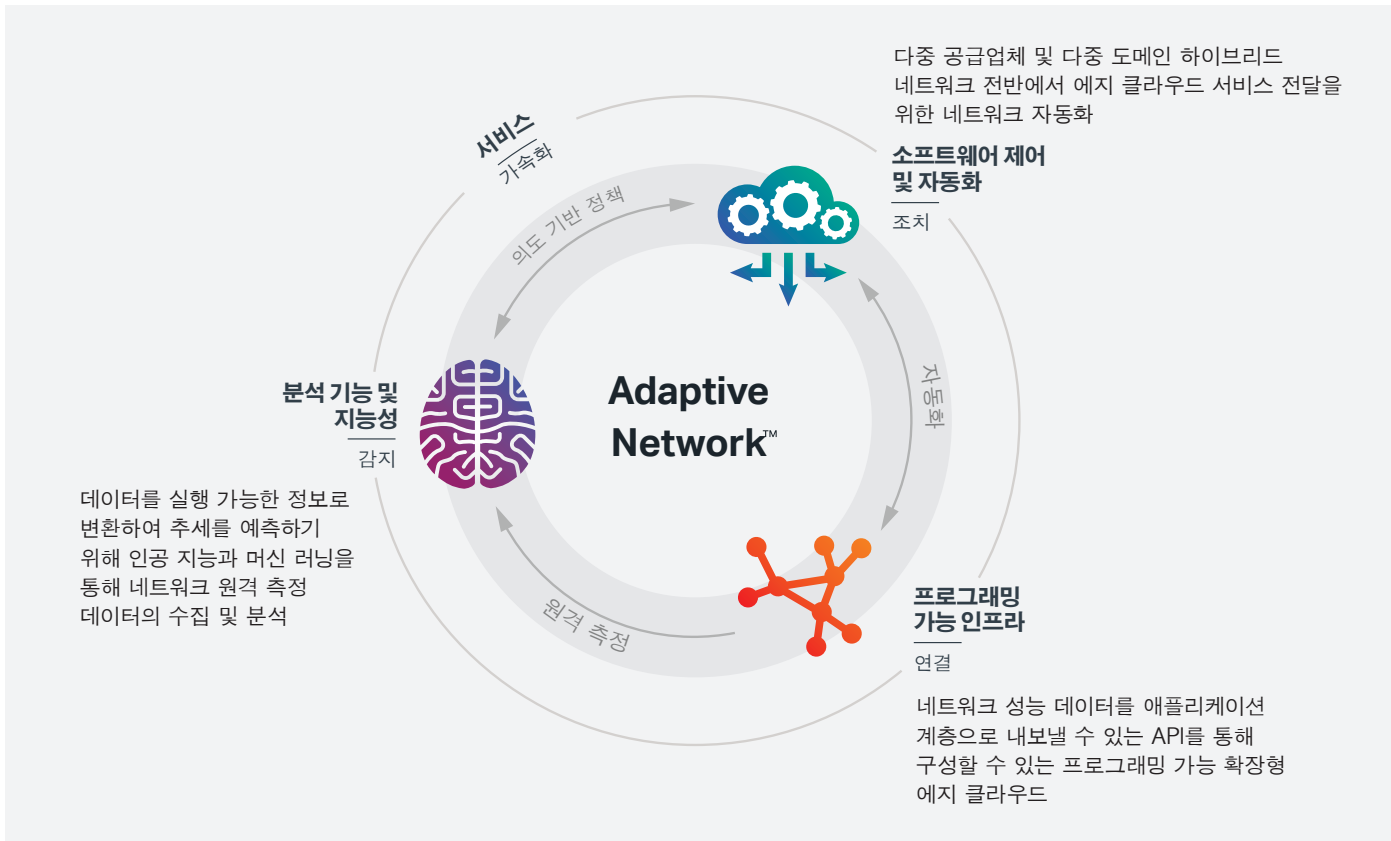 다중 공급업체 및 다중 도메인 하이브리드
네트워크 전반에서 에지 클라우드 서비스 전달을
위한 네트워크 자동화
소프트웨어 제어
및 자동화
조치
서비스
가속화
의도 기반 정책
자동화
Adaptive
Network™
분석 기능 및
지능성
감지
데이터를 실행 가능한 정보로
변환하여 추세를 예측하기
위해 인공 지능과 머신 러닝을
통해 네트워크 원격 측정
데이터의 수집 및 분석
원격 측정
프로그래밍
가능 인프라
연결
네트워크 성능 데이터를 애플리케이션
계층으로 내보낼 수 있는 API를 통해
구성할 수 있는 프로그래밍 가능 확장형
에지 클라우드